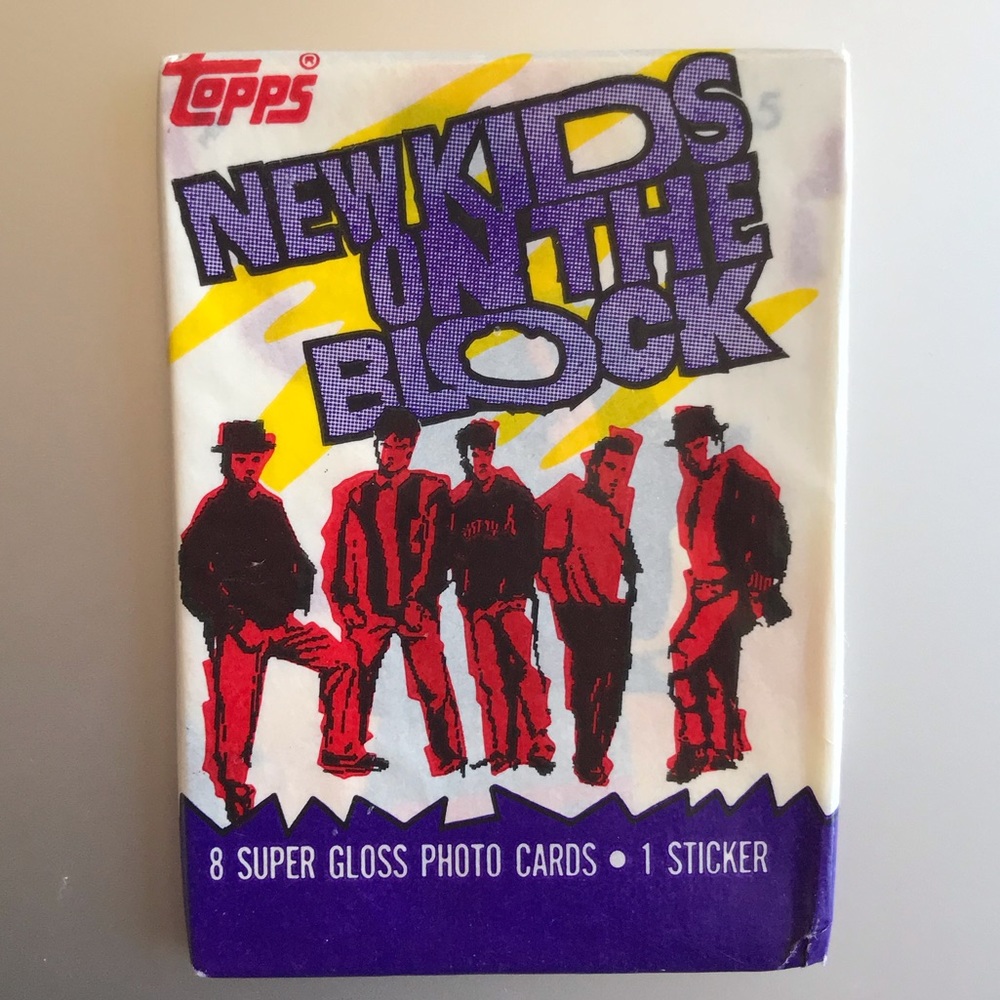 TOPPS®
NEW KIDS
ON THE
BLOCK
8 SUPER GLOSS PHOTO CARDS • 1 STICKER